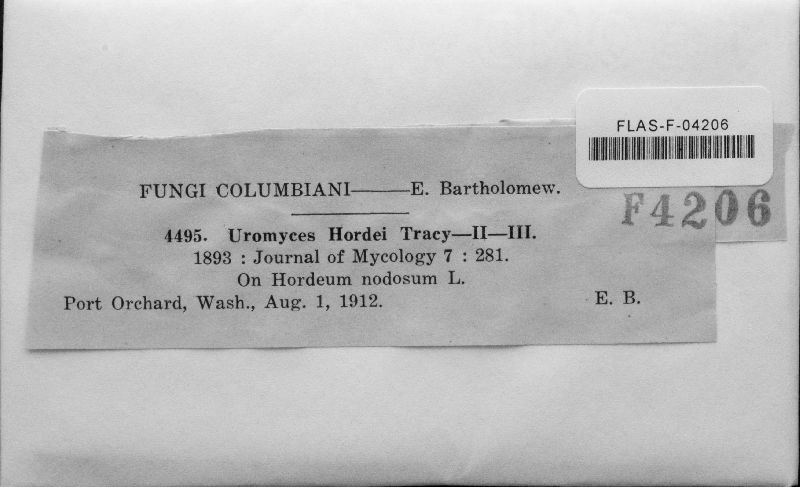 FLAS-F-04206
F4206
FUNGI COLUMBIANI———E. Bartholomew.
4495. Uromyces Hordei Tracy—II—III.
1893 : Journal of Mycology 7 : 281.
On Hordeum nodosum L.
Port Orchard, Wash., Aug. 1, 1912. E. B.